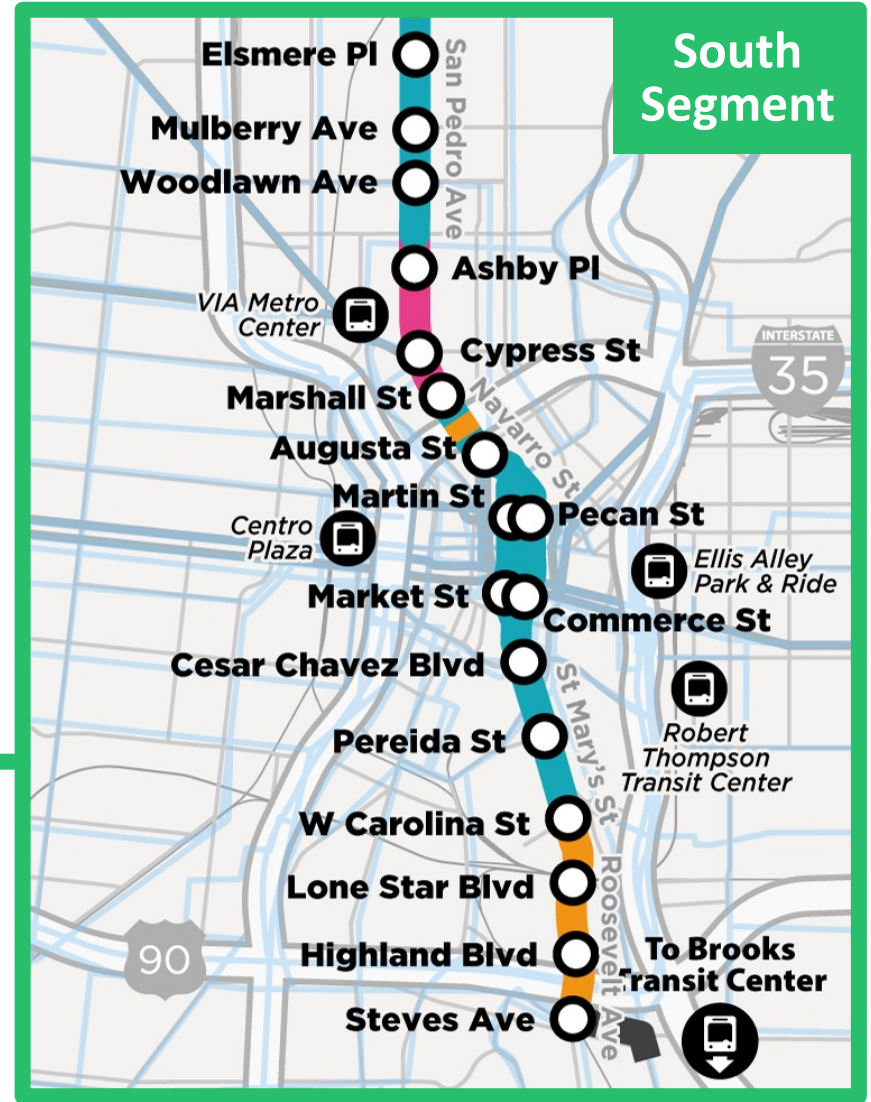 South
Segment
Elsmere Pl
San Pedro Ave
Mulberry Ave
Woodlawn Ave
Ashby Pl
VIA Metro
Center
INTERSTATE
35
Cypress St
Marshall St
Navarro St
Augusta St
Martin St
Pecan St
Centro
Plaza
Ellis Alley
Park & Ride
Market St
Commerce St
Cesar Chavez Blvd
St Mary's St
Pereida St
Robert
Thompson
Transit Center
W Carolina St
Lone Star Blvd
Roosevelt Ave
90
Highland Blvd
To Brooks
Transit Center
Steves Ave